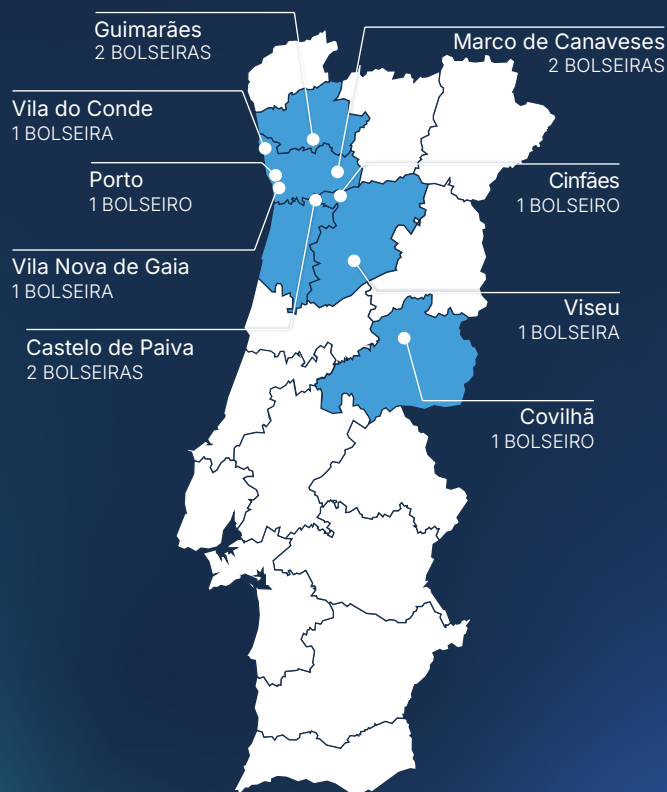 Guimarães
2 BOLSEIRAS
Marco de Canaveses
2 BOLSEIRAS
Vila do Conde
1 BOLSEIRA
Porto
1 BOLSEIRO
Cinfães
1 BOLSEIRO
Vila Nova de Gaia
1 BOLSEIRA
Viseu
1 BOLSEIRA
Castelo de Paiva
2 BOLSEIRAS
Covilhã
1 BOLSEIRO